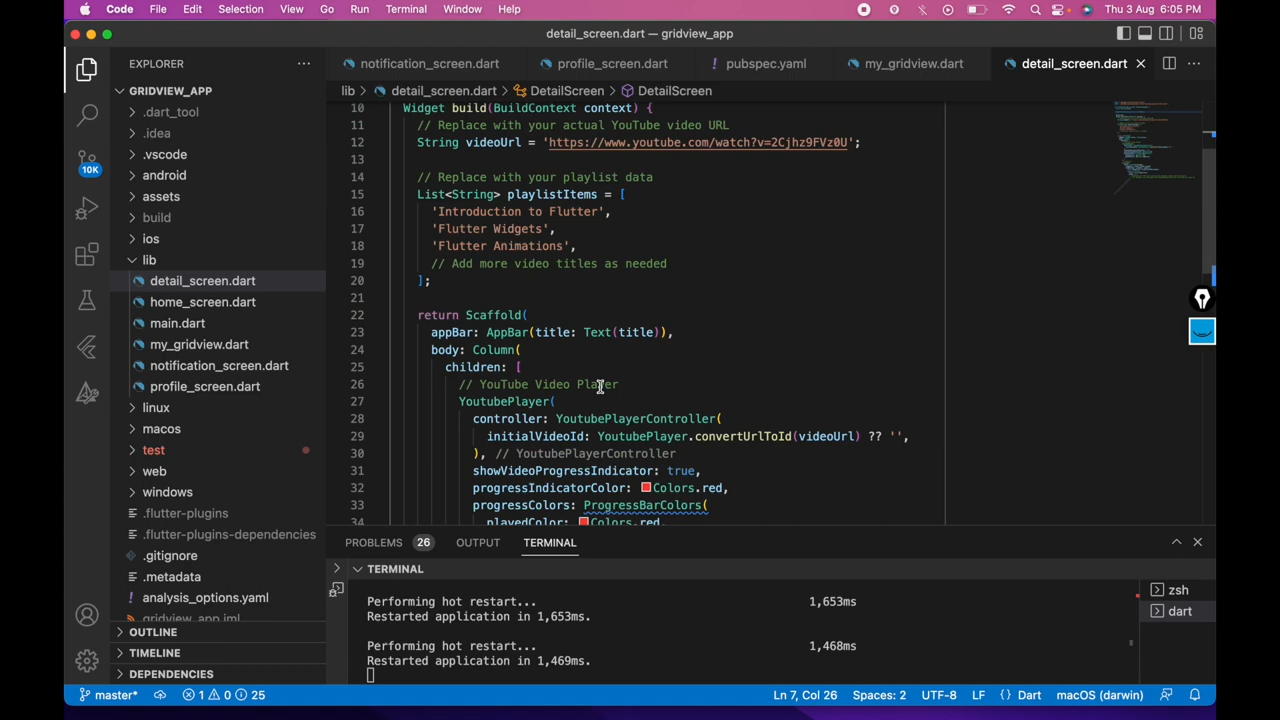 Code File Edit Selection View Go Run Terminal Window Help Thu 3 Aug 6:05 PM
detail_screen.dart — gridview_app
EXPLORER
notification_screen.dart profile_screen.dart ! pubspec.yaml my_gridview.dart detail_screen.dart
lib > detail_screen.dart > DetailScreen > DetailScreen
GRIDVIEW_APP
.dart_tool
.idea
.vscode
android
assets
build
ios
lib
detail_screen.dart
home_screen.dart
main.dart
my_gridview.dart
notification_screen.dart
profile_screen.dart
linux
macos
test
web
windows
.flutter-plugins
.flutter-plugins-dependencies
.gitignore
.metadata
! analysis_options.yaml
gridview_app.iml
OUTLINE
TIMELINE
DEPENDENCIES
10K
10 Widget build(BuildContext context) {
11 // Replace with your actual YouTube video URL
12 String videoUrl = 'https://www.youtube.com/watch?v=2Cjhz9FVz0U';
13
14 // Replace with your playlist data
15 List<String> playlistItems = [
16 'Introduction to Flutter',
17 'Flutter Widgets',
18 'Flutter Animations',
19 // Add more video titles as needed
20 ];
21
22 return Scaffold(
23 appBar: AppBar(title: Text(title)),
24 body: Column(
25 children: [
26 // YouTube Video Player
27 YoutubePlayer(
28 controller: YoutubePlayerController(
29 initialVideoId: YoutubePlayer.convertUrlToId(videoUrl) ?? '',
30 ), // YoutubePlayerController
31 showVideoProgressIndicator: true,
32 progressIndicatorColor: Colors.red,
33 progressColors: ProgressBarColors(
34 playedColor: Colors.red,
PROBLEMS 26 OUTPUT TERMINAL
TERMINAL
Performing hot restart... 1,653ms
Restarted application in 1,653ms.
Performing hot restart... 1,468ms
Restarted application in 1,469ms.
zsh
dart
master* 1 0 25 Ln 7, Col 26 Spaces: 2 UTF-8 LF {} Dart macOS (darwin)